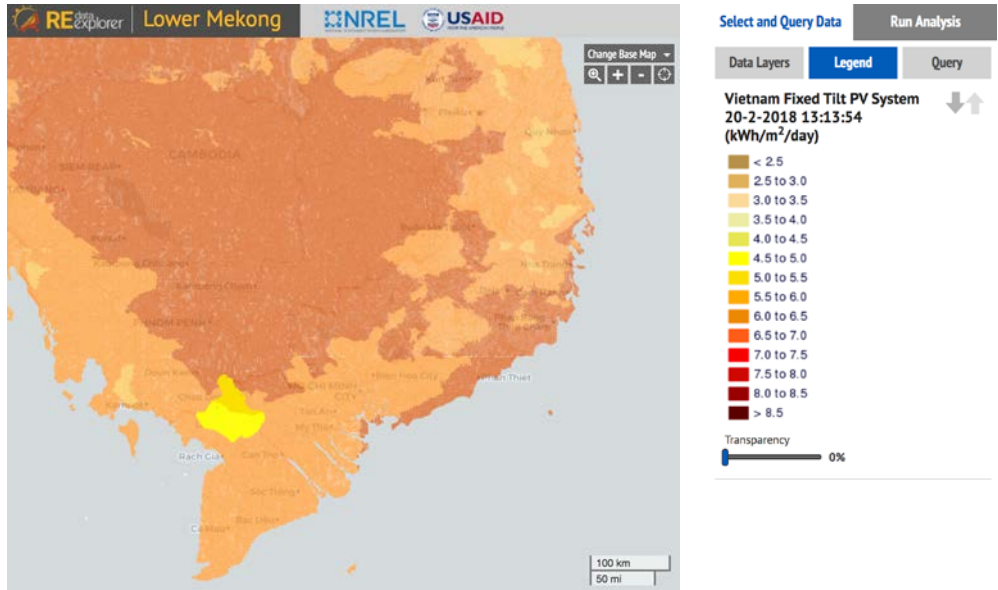 RE data explorer
Lower Mekong
NREL
USAID
FROM THE AMERICAN PEOPLE
Select and Query Data
Run Analysis
Change Base Map
Data Layers
Legend
Query
Vietnam Fixed Tilt PV System
20-2-2018 13:13:54
(kWh/m²/day)
< 2.5
2.5 to 3.0
3.0 to 3.5
3.5 to 4.0
4.0 to 4.5
4.5 to 5.0
5.0 to 5.5
5.5 to 6.0
6.0 to 6.5
6.5 to 7.0
7.0 to 7.5
7.5 to 8.0
8.0 to 8.5
> 8.5
Transparency
0%
CAMBODIA
SIEM REAP
PHNOM PENH
HO CHI MINH
CITY
Bien Hoa City
Phan Thiet
Tan An
My Tho
Rach Gia
Can Tho
Soc Trang
Bac Lieu
Ca Mau
Quy Nhon
Nha Trang
100 km
50 mi